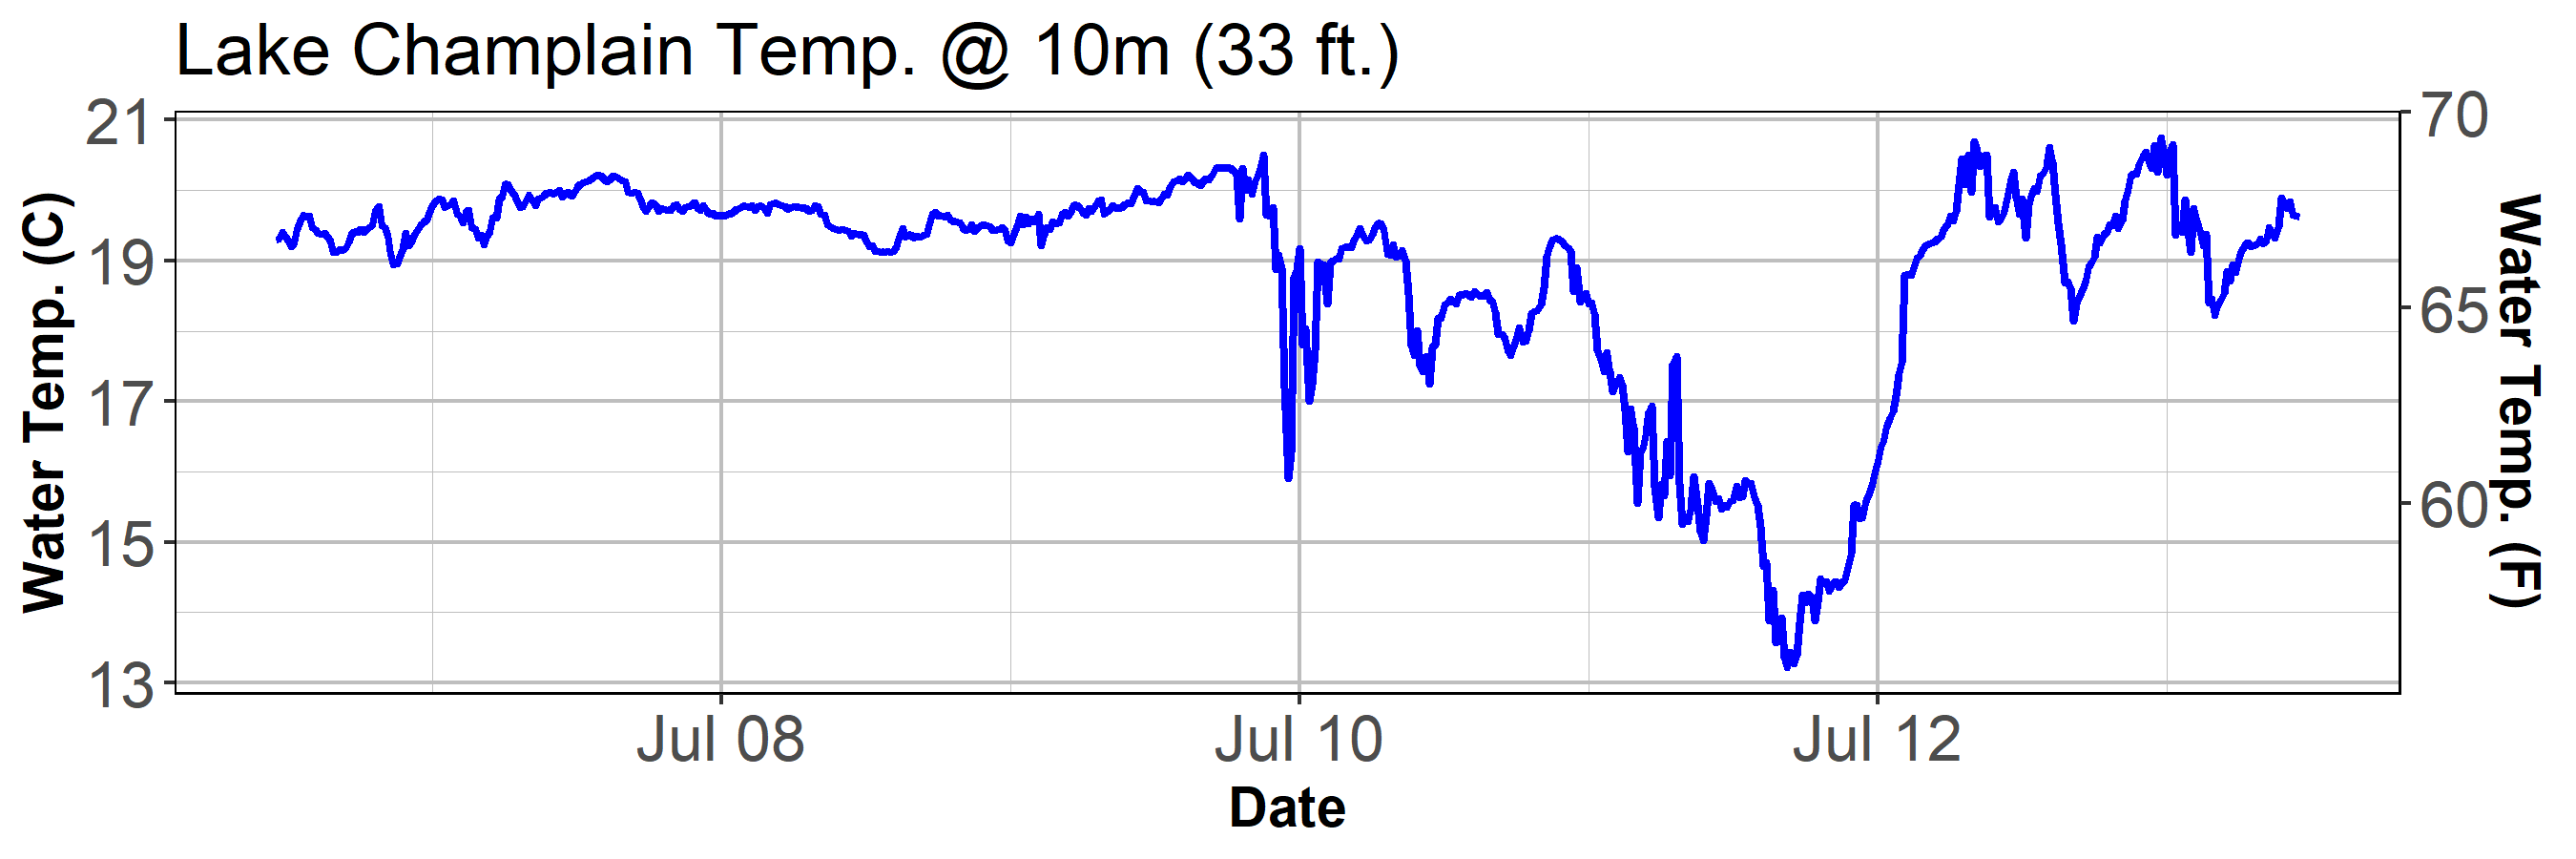 Lake Champlain Temp. @ 10m (33 ft.)
Water Temp. (C)
21
19
17
15
13
70
65
60
Water Temp. (F)
Jul 08 Jul 10 Jul 12
Date